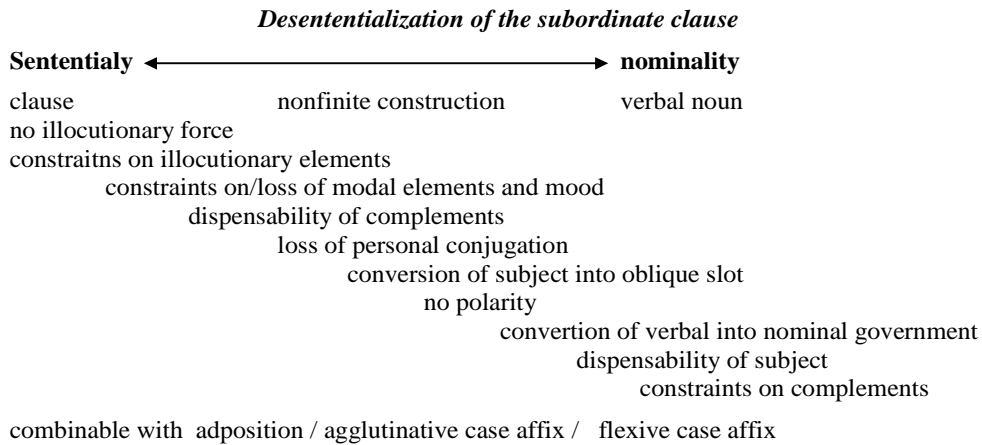 Desententialization of the subordinate clause
Sententialy nominality
clause nonfinite construction verbal noun
no illocutionary force
constraitns on illocutionary elements
constraints on/loss of modal elements and mood
dispensability of complements
loss of personal conjugation
conversion of subject into oblique slot
no polarity
convertion of verbal into nominal government
dispensability of subject
constraints on complements
combinable with adposition / agglutinative case affix / flexive case affix